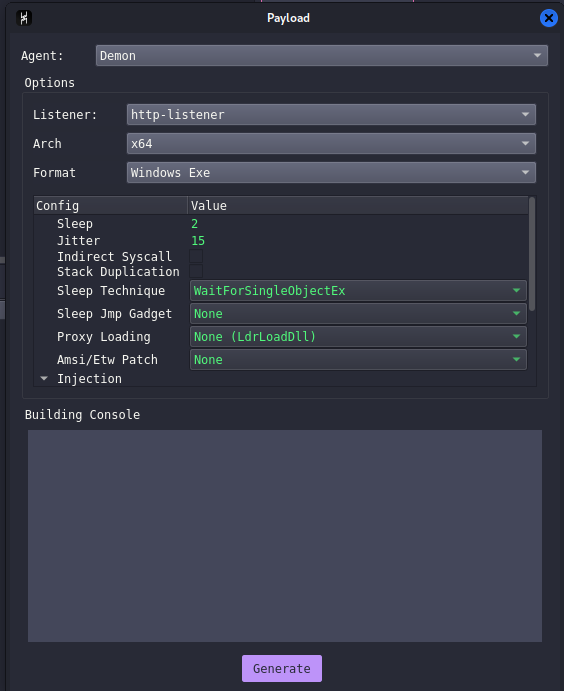 Payload
Agent: Demon
Options
Listener: http-listener
Arch x64
Format Windows Exe
Config Value
Sleep 2
Jitter 15
Indirect Syscall
Stack Duplication
Sleep Technique WaitForSingleObjectEx
Sleep Jmp Gadget None
Proxy Loading None (LdrLoadDll)
Amsi/Etw Patch None
Injection
Building Console
Generate